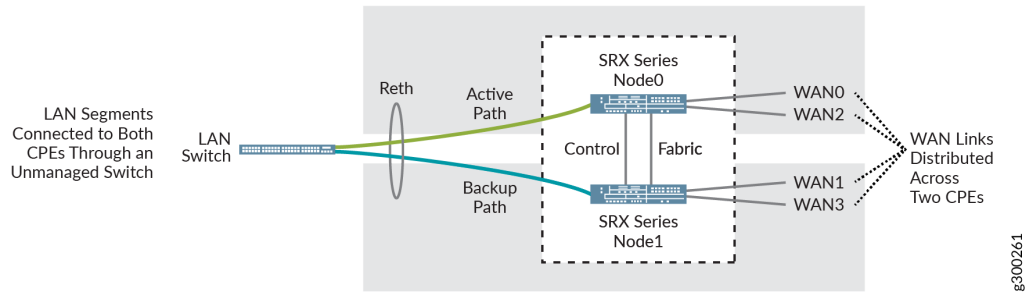 LAN Segments
Connected to Both
CPEs Through an
Unmanaged Switch
LAN
Switch
Reth
Active
Path
Backup
Path
SRX Series
Node0
Control
Fabric
SRX Series
Node1
WAN0
WAN2
WAN1
WAN3
WAN Links
Distributed
Across
Two CPEs
g300261